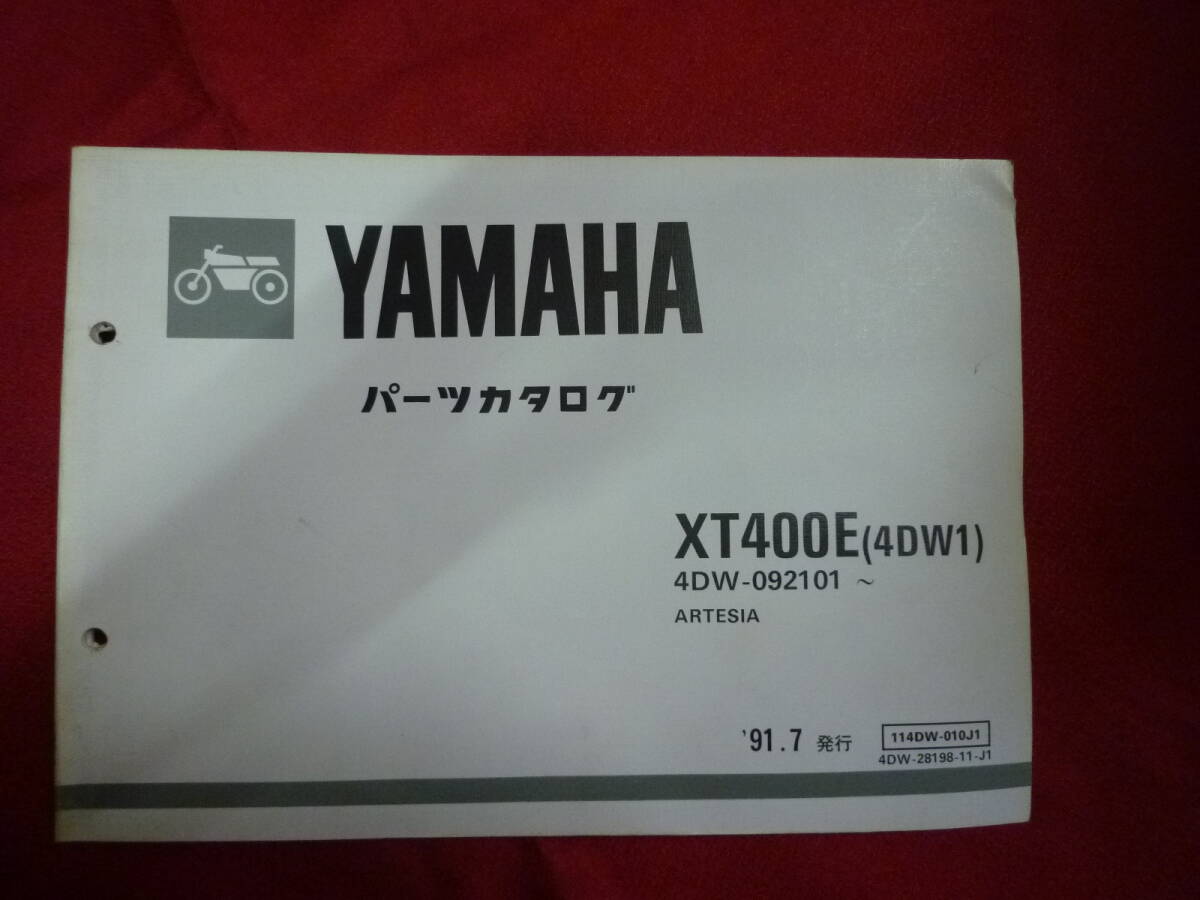 YAMAHA
パーツカタログ
XT400E(4DW1)
4DW-092101 ～
ARTESIA
'91.7 発行
114DW-010J1
4DW-28198-11-J1